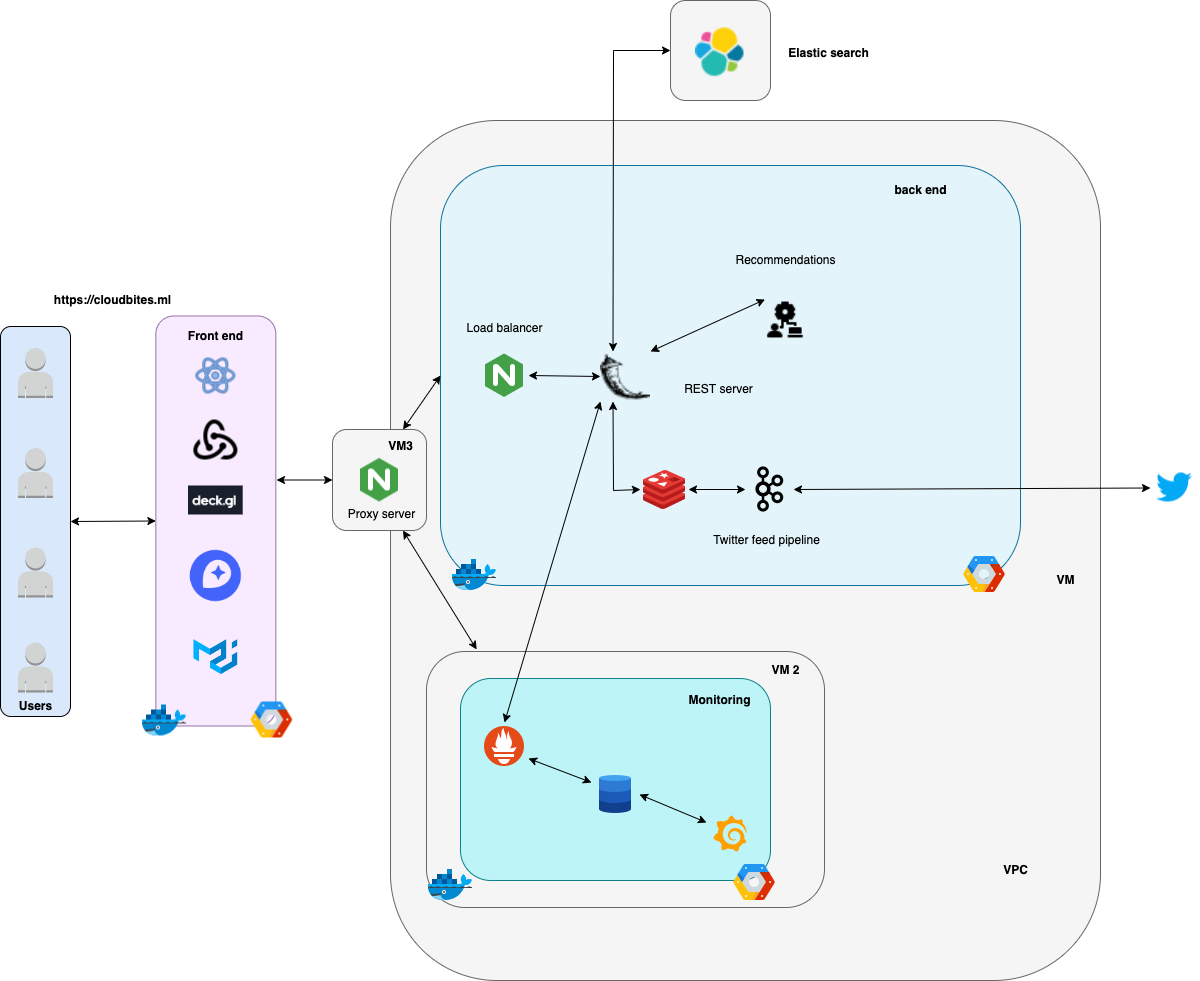 Elastic search
back end
Recommendations
https://cloudbites.ml
Load balancer
Front end
REST server
VM3
deck.gl
Proxy server
Twitter feed pipeline
VM
VM 2
Monitoring
Users
VPC